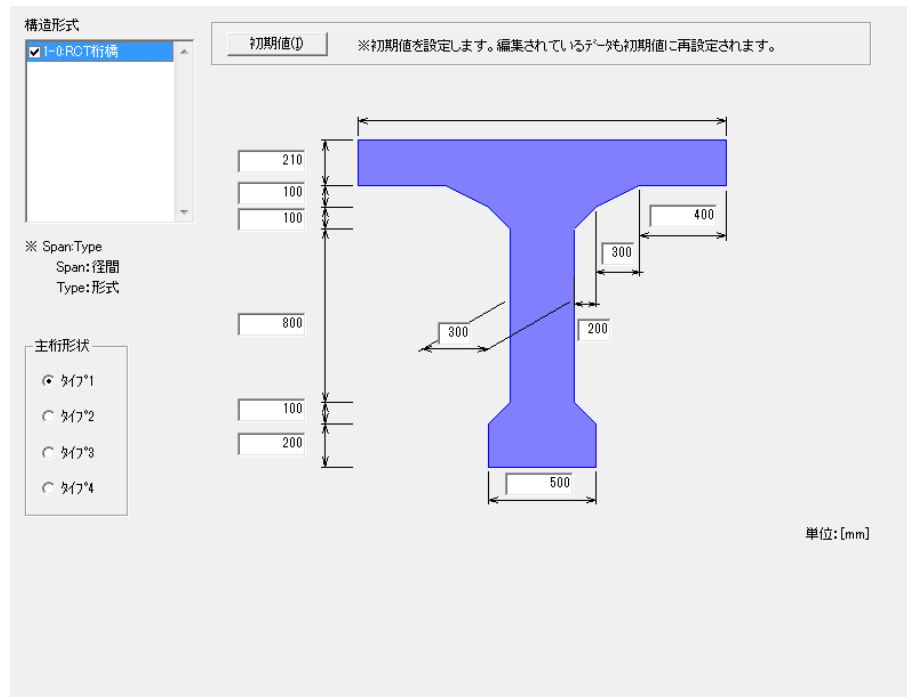 構造形式
1-0:RCT桁橋
初期値(I)
※初期値を設定します。編集されているﾃﾞｰﾀも初期値に再設定されます。
210
100
100
400
300
※ Span:Type
Span:径間
Type:形式
800
300
200
主桁形状
ﾀｲﾌﾟ1
ﾀｲﾌﾟ2
ﾀｲﾌﾟ3
ﾀｲﾌﾟ4
100
200
500
単位:[mm]